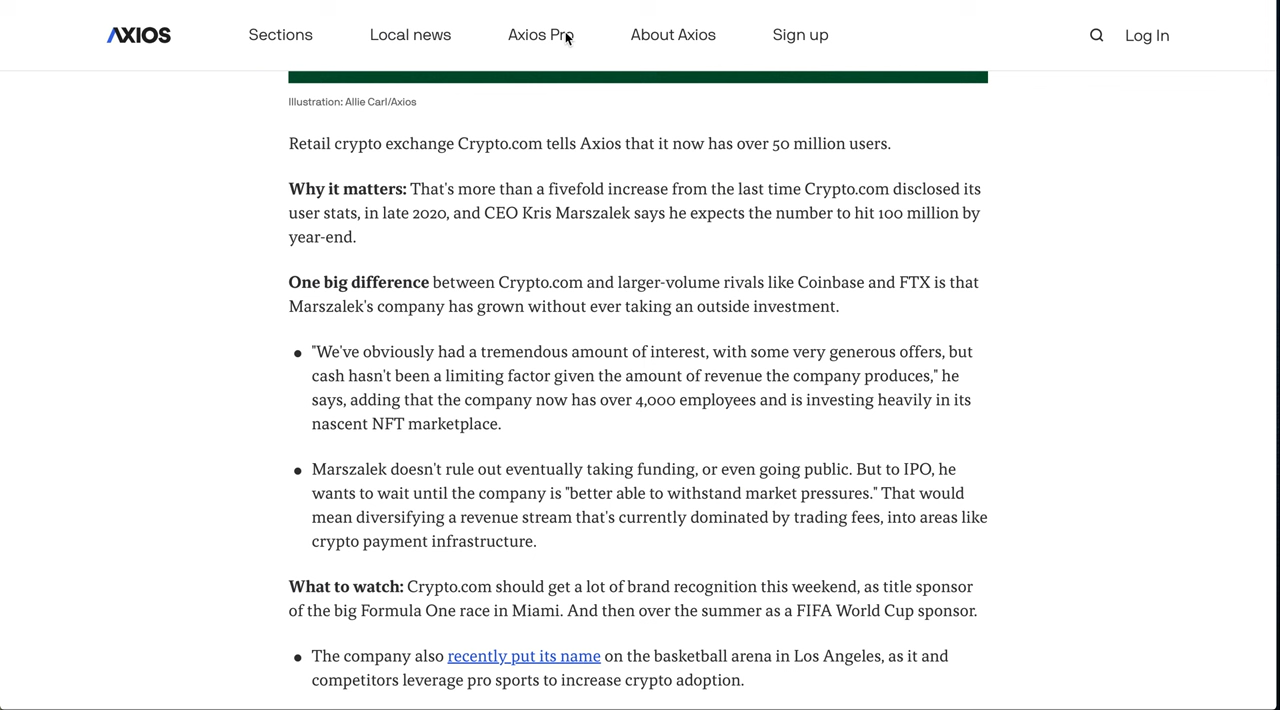 AXIOS Sections Local news Axios Pro About Axios Sign up Log In
Illustration: Allie Carl/Axios
Retail crypto exchange Crypto.com tells Axios that it now has over 50 million users.
Why it matters: That's more than a fivefold increase from the last time Crypto.com disclosed its
user stats, in late 2020, and CEO Kris Marszalek says he expects the number to hit 100 million by
year-end.
One big difference between Crypto.com and larger-volume rivals like Coinbase and FTX is that
Marszalek's company has grown without ever taking an outside investment.
• "We've obviously had a tremendous amount of interest, with some very generous offers, but
cash hasn't been a limiting factor given the amount of revenue the company produces," he
says, adding that the company now has over 4,000 employees and is investing heavily in its
nascent NFT marketplace.
• Marszalek doesn't rule out eventually taking funding, or even going public. But to IPO, he
wants to wait until the company is "better able to withstand market pressures." That would
mean diversifying a revenue stream that's currently dominated by trading fees, into areas like
crypto payment infrastructure.
What to watch: Crypto.com should get a lot of brand recognition this weekend, as title sponsor
of the big Formula One race in Miami. And then over the summer as a FIFA World Cup sponsor.
• The company also recently put its name on the basketball arena in Los Angeles, as it and
competitors leverage pro sports to increase crypto adoption.